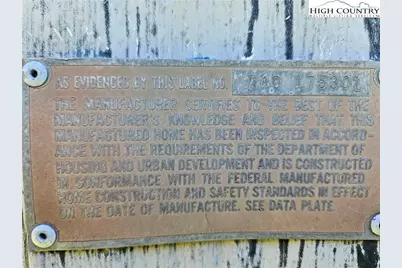 HIGH COUNTRY
AS EVIDENCED BY THIS LABEL NO.
THE MANUFACTURER CERTIFIES TO THE BEST OF THE
MANUFACTURER'S KNOWLEDGE AND BELIEF THAT THIS
MANUFACTURED HOME HAS BEEN INSPECTED IN ACCORD-
ANCE WITH THE REQUIREMENTS OF THE DEPARTMENT OF
HOUSING AND URBAN DEVELOPMENT AND IS CONSTRUCTED
IN CONFORMANCE WITH THE FEDERAL MANUFACTURED
HOME CONSTRUCTION AND SAFETY STANDARDS IN EFFECT
ON THE DATE OF MANUFACTURE. SEE DATA PLATE.